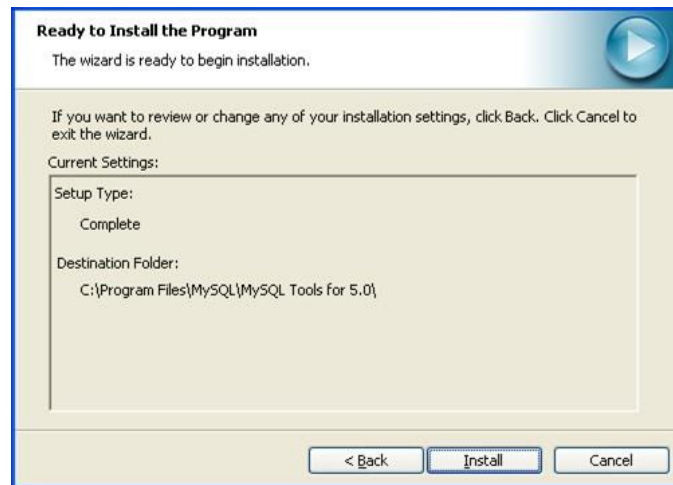 Ready to Install the Program
The wizard is ready to begin installation.
If you want to review or change any of your installation settings, click Back. Click Cancel to
exit the wizard.
Current Settings:
Setup Type:
Complete
Destination Folder:
C:\Program Files\MySQL\MySQL Tools for 5.0\
< Back
Install
Cancel